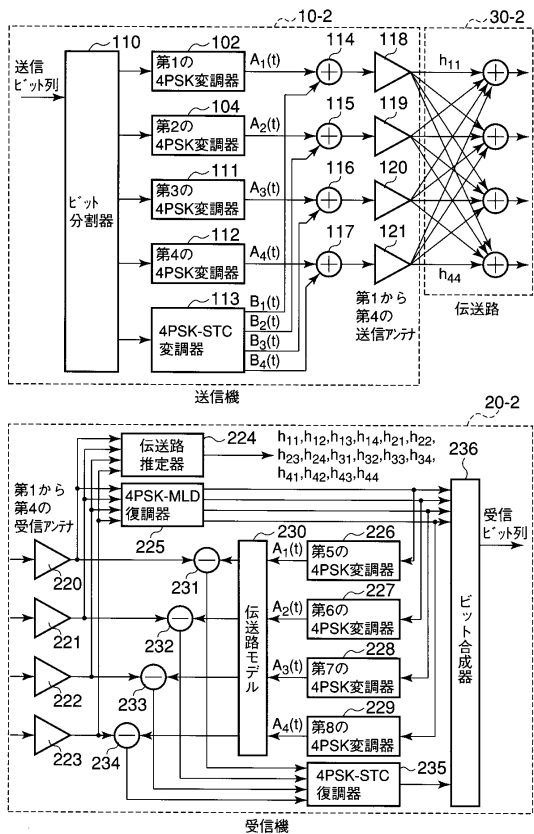 10-2
30-2
110
102
114
118
送信
ﾋﾞｯﾄ列
第1の
4PSK変調器
A1(t)
h11
104
115
119
第2の
4PSK変調器
A2(t)
111
116
120
第3の
4PSK変調器
A3(t)
ﾋﾞｯﾄ
分割器
112
117
121
第4の
4PSK変調器
A4(t)
h44
113
4PSK-STC
変調器
B1(t)
B2(t)
B3(t)
B4(t)
第1から
第4の
送信アンテナ
伝送路
送信機
20-2
伝送路
推定器
224
h11,h12,h13,h14,h21,h22,
h23,h24,h31,h32,h33,h34,
h41,h42,h43,h44
236
第1から
第4の
受信アンテナ
4PSK-MLD
復調器
225
受信
ﾋﾞｯﾄ列
230
226
A1(t)
第5の
4PSK変調器
220
231
227
A2(t)
第6の
4PSK変調器
221
232
伝送路モデル
ビット合成器
228
A3(t)
第7の
4PSK変調器
222
233
229
A4(t)
第8の
4PSK変調器
223
234
4PSK-STC
復調器
235
受信機